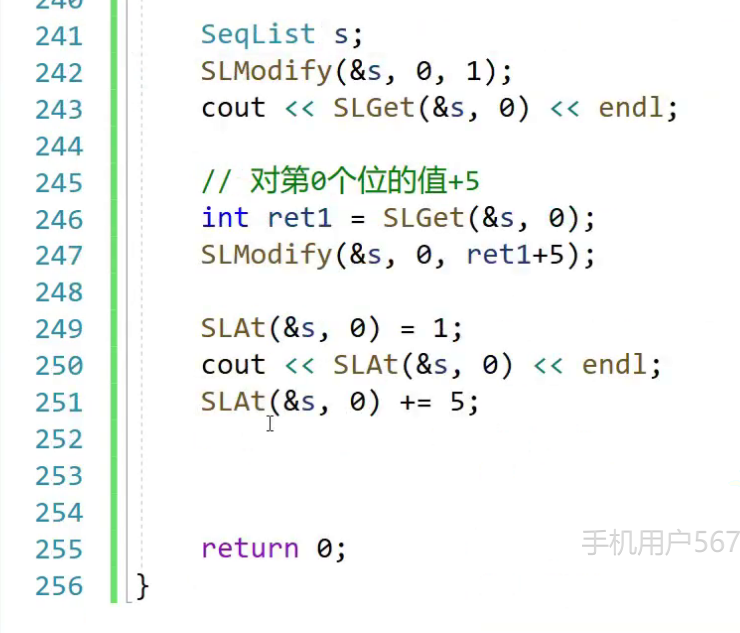 240
241 SeqList s;
242 SLModify(&s, 0, 1);
243 cout << SLGet(&s, 0) << endl;
244
245 // 对第0个位的值+5
246 int ret1 = SLGet(&s, 0);
247 SLModify(&s, 0, ret1+5);
248
249 SLAt(&s, 0) = 1;
250 cout << SLAt(&s, 0) << endl;
251 SLAt(&s, 0) += 5;
252
253
254
255 return 0;
手机用户567
256 }